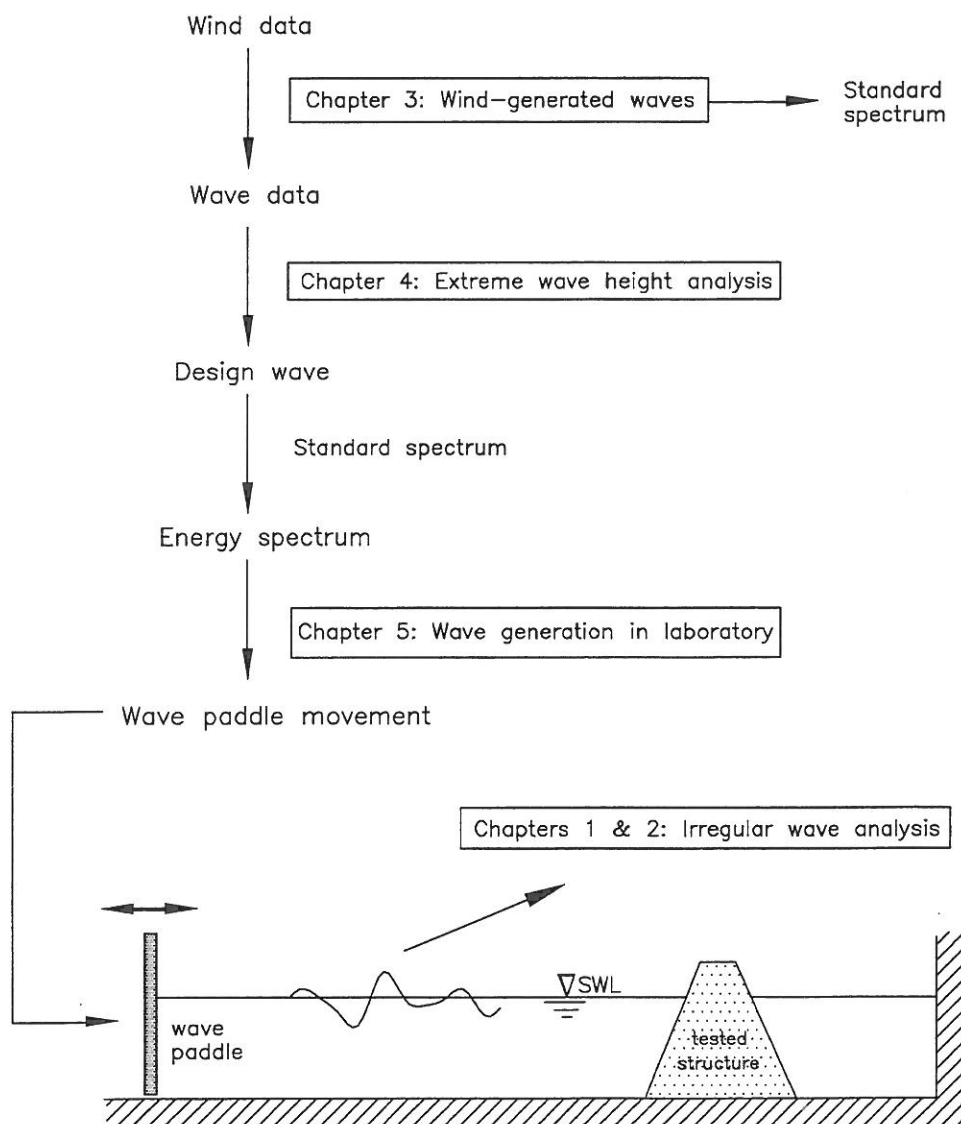 Wind data
Chapter 3: Wind-generated waves
Standard
spectrum
Wave data
Chapter 4: Extreme wave height analysis
Design wave
Standard spectrum
Energy spectrum
Chapter 5: Wave generation in laboratory
Wave paddle movement
Chapters 1 & 2: Irregular wave analysis
SWL
wave
paddle
tested
structure